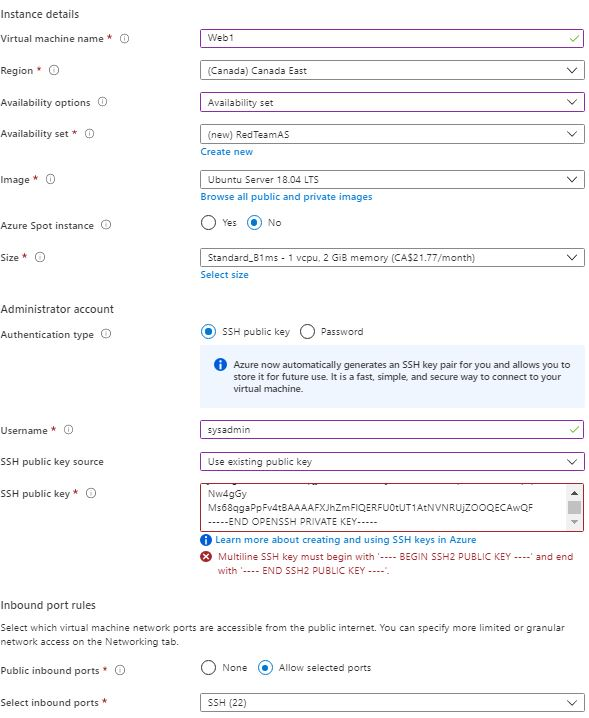 Instance details
Virtual machine name * Web1
Region * (Canada) Canada East
Availability options Availability set
Availability set * (new) RedTeamAS
Create new
Image * Ubuntu Server 18.04 LTS
Browse all public and private images
Azure Spot instance Yes No
Size * Standard_B1ms - 1 vcpu, 2 GiB memory (CA$21.77/month)
Select size
Administrator account
Authentication type SSH public key Password
Azure now automatically generates an SSH key pair for you and allows you to
store it for future use. It is a fast, simple, and secure way to connect to your
virtual machine.
Username * sysadmin
SSH public key source Use existing public key
SSH public key *
Nw4gGy
Ms68qgaPpFv4tBAAAAFXJhZmFlQERFU0tUT1AtNVNRUjZOOQECAwQF
-----END OPENSSH PRIVATE KEY-----
Learn more about creating and using SSH keys in Azure
Multiline SSH key must begin with '---- BEGIN SSH2 PUBLIC KEY ----' and end
with '---- END SSH2 PUBLIC KEY ----'.
Inbound port rules
Select which virtual machine network ports are accessible from the public internet. You can specify more limited or granular
network access on the Networking tab.
Public inbound ports * None Allow selected ports
Select inbound ports * SSH (22)